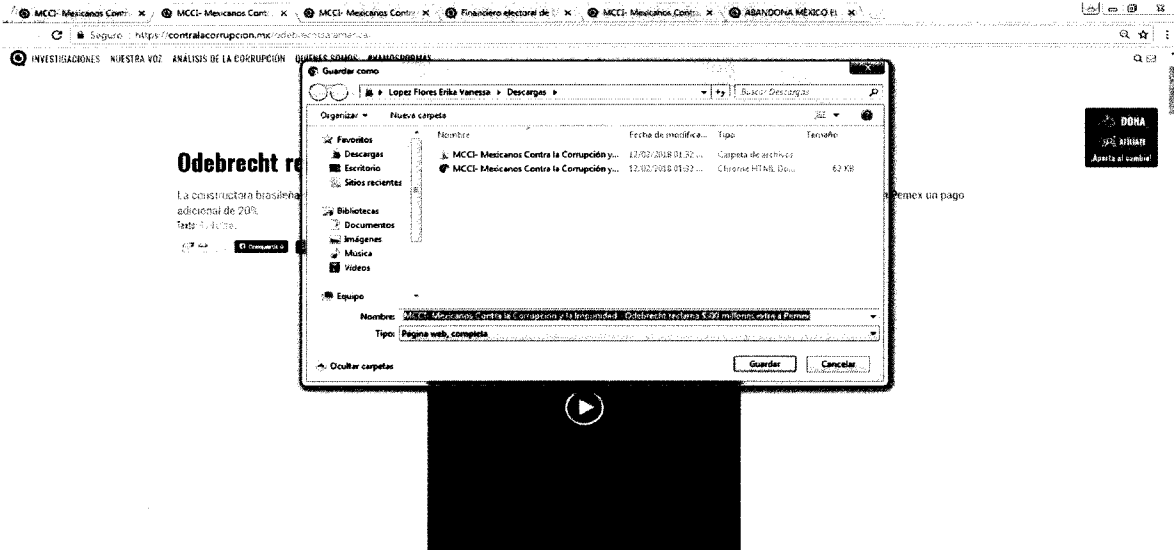 MCCI- Mexicanos Contr
MCCI- Mexicanos Cont
MCCI- Mexicanos Contr
Financiero electoral de
MCCI- Mexicanos Contr
ABANDONA MÉXICO EL
Seguro https://contralacorrupcion.mx/odebrechtlatamerica/
INVESTIGACIONES NUESTRA VOZ ANÁLISIS DE LA CORRUPCIÓN QUIÉNES SOMOS
Guardar como
Lopez Flores Erika Vanessa ▸ Descargas ▸
Buscar Descargas
Organizar Nueva carpeta
Nombre Fecha de modifica... Tipo Tamaño
Favoritos
Descargas
Escritorio
Sitios recientes
Bibliotecas
Documentos
Imágenes
Música
Vídeos
Equipo
MCCI- Mexicanos Contra la Corrupción y... 12/02/2018 01:32 ... Carpeta de archivos
MCCI- Mexicanos Contra la Corrupción y... 12/02/2018 01:32 ... Chrome HTML Do... 62 KB
Nombre: MCCI- Mexicanos Contra la Corrupción y la Impunidad Odebrecht reclama millones extra a Pemex
Tipo: Página web, completa
Ocultar carpetas
Guardar Cancelar
DONA
AFÍLIATE
¡Aporta al cambio!
Odebrecht re
La constructora brasileña
Pemex un pago
adicional de 20%.
Texto:
Compartir